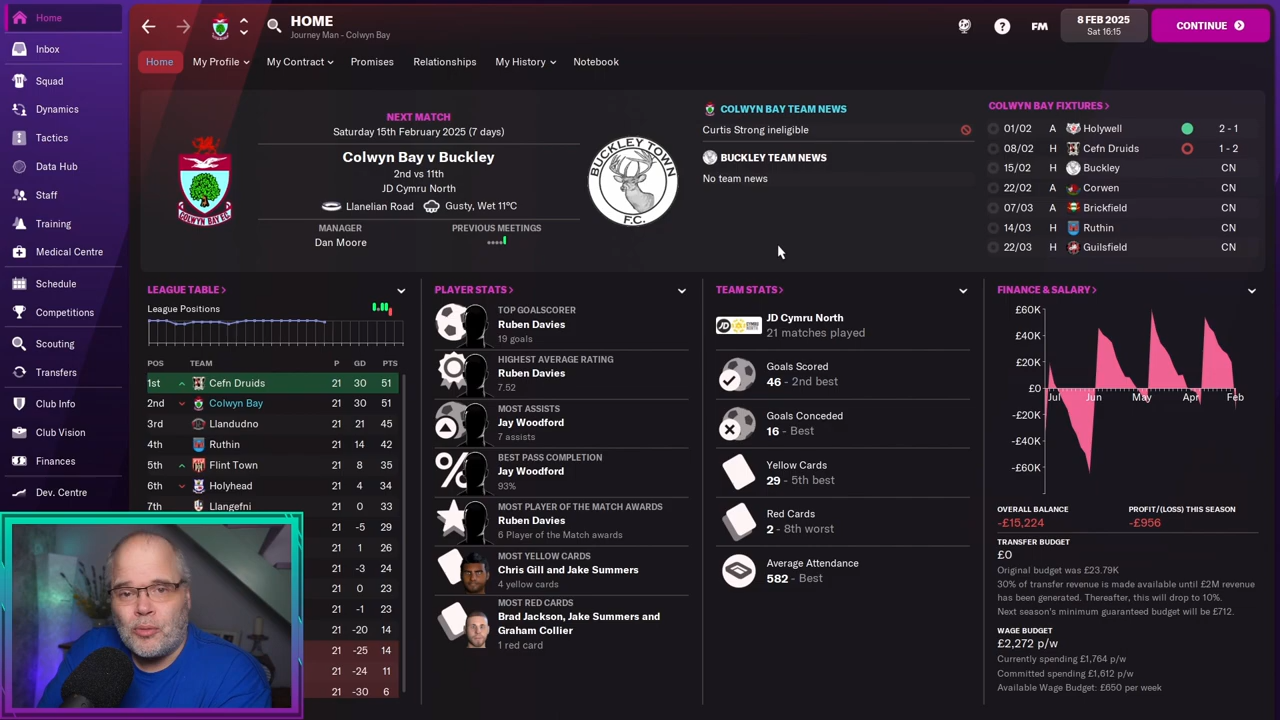 Home
HOME
Journey Man - Colwyn Bay
FM
8 FEB 2025
Sat 16:15
CONTINUE
Inbox
Squad
Dynamics
Tactics
Data Hub
Staff
Training
Medical Centre
Schedule
Competitions
Scouting
Transfers
Club Info
Club Vision
Finances
Dev. Centre
Home My Profile My Contract Promises Relationships My History Notebook
COLWYN BAY F.C.
NEXT MATCH
Saturday 15th February 2025 (7 days)
Colwyn Bay v Buckley
2nd vs 11th
JD Cymru North
Llanelian Road Gusty, Wet 11°C
MANAGER
Dan Moore
PREVIOUS MEETINGS
BUCKLEY TOWN
F.C.
COLWYN BAY TEAM NEWS
Curtis Strong ineligible
BUCKLEY TEAM NEWS
No team news
COLWYN BAY FIXTURES
01/02 A Holywell 2 - 1
08/02 H Cefn Druids 1 - 2
15/02 H Buckley CN
22/02 A Corwen CN
07/03 A Brickfield CN
14/03 H Ruthin CN
22/03 H Guilsfield CN
LEAGUE TABLE
League Positions
POS TEAM P GD PTS
1st Cefn Druids 21 30 51
2nd Colwyn Bay 21 30 51
3rd Llandudno 21 21 45
4th Ruthin 21 14 42
5th Flint Town 21 8 35
6th Holyhead 21 4 34
7th Llangefni 21 0 33
21 -5 29
21 1 26
21 -3 24
21 0 23
21 -1 23
21 -20 14
21 -25 14
21 -24 11
21 -30 6
PLAYER STATS
TOP GOALSCORER
Ruben Davies
19 goals
HIGHEST AVERAGE RATING
Ruben Davies
7.52
MOST ASSISTS
Jay Woodford
7 assists
BEST PASS COMPLETION
Jay Woodford
93%
MOST PLAYER OF THE MATCH AWARDS
Ruben Davies
6 Player of the Match awards
MOST YELLOW CARDS
Chris Gill and Jake Summers
4 yellow cards
MOST RED CARDS
Brad Jackson, Jake Summers and
Graham Collier
1 red card
TEAM STATS
JD
JD Cymru North
21 matches played
Goals Scored
46 - 2nd best
Goals Conceded
16 - Best
Yellow Cards
29 - 5th best
Red Cards
2 - 8th worst
Average Attendance
582 - Best
FINANCE & SALARY
£60K
£40K
£20K
£0
-£20K
-£40K
-£60K
Jul Jun May Apr Feb
OVERALL BALANCE
-£15,224
PROFIT/(LOSS) THIS SEASON
-£956
TRANSFER BUDGET
£0
Original budget was £23.79K
30% of transfer revenue is made available until £2M revenue
has been generated. Thereafter, this will drop to 10%.
Next season's minimum guaranteed budget will be £712.
WAGE BUDGET
£2,272 p/w
Currently spending £1,764 p/w
Committed spending £1,612 p/w
Available Wage Budget: £650 per week